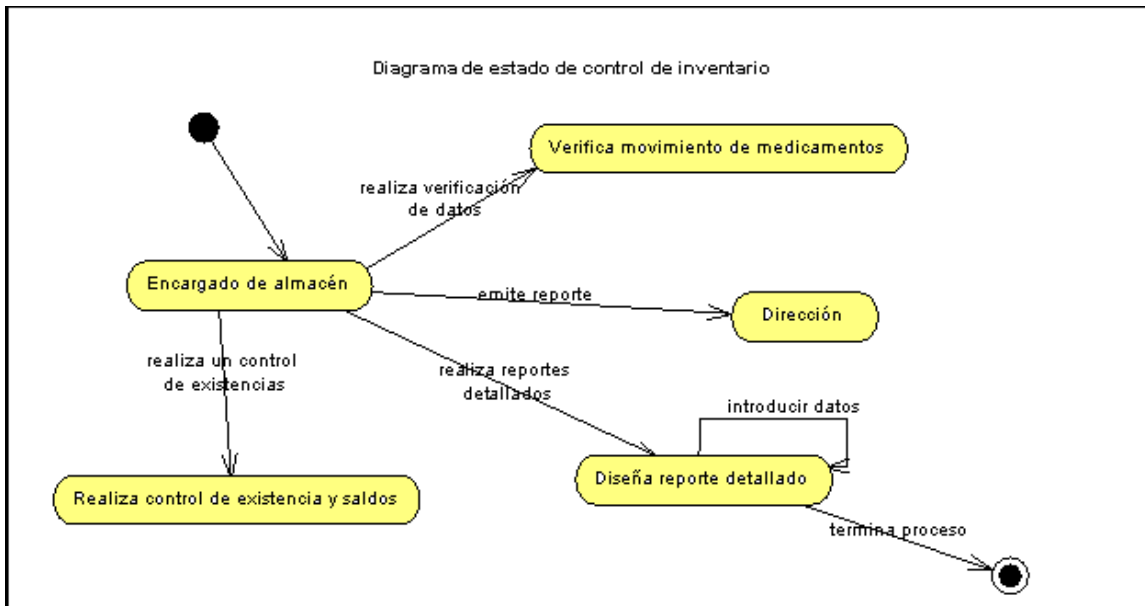 Diagrama de estado de control de inventario
Verifica movimiento de medicamentos
realiza verificación
de datos
Encargado de almacén
emite reporte
Dirección
realiza un control
de existencias
realiza reportes
detallados
introducir datos
Diseña reporte detallado
Realiza control de existencia y saldos
termina proceso